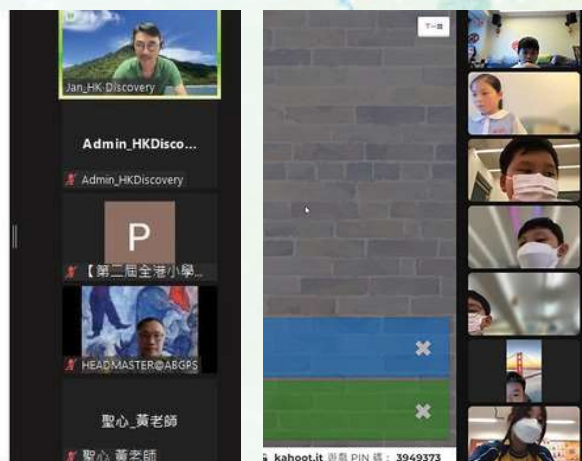 Jan_HK-Discovery
Admin_HKDisco...
Admin_HKDiscovery
P
【第二屆全港小學...
HEADMASTER@ABGPS
聖心_黃老師
聖心_黃老師
下一題
kahoot.it 遊戲 PIN 碼： 3949373